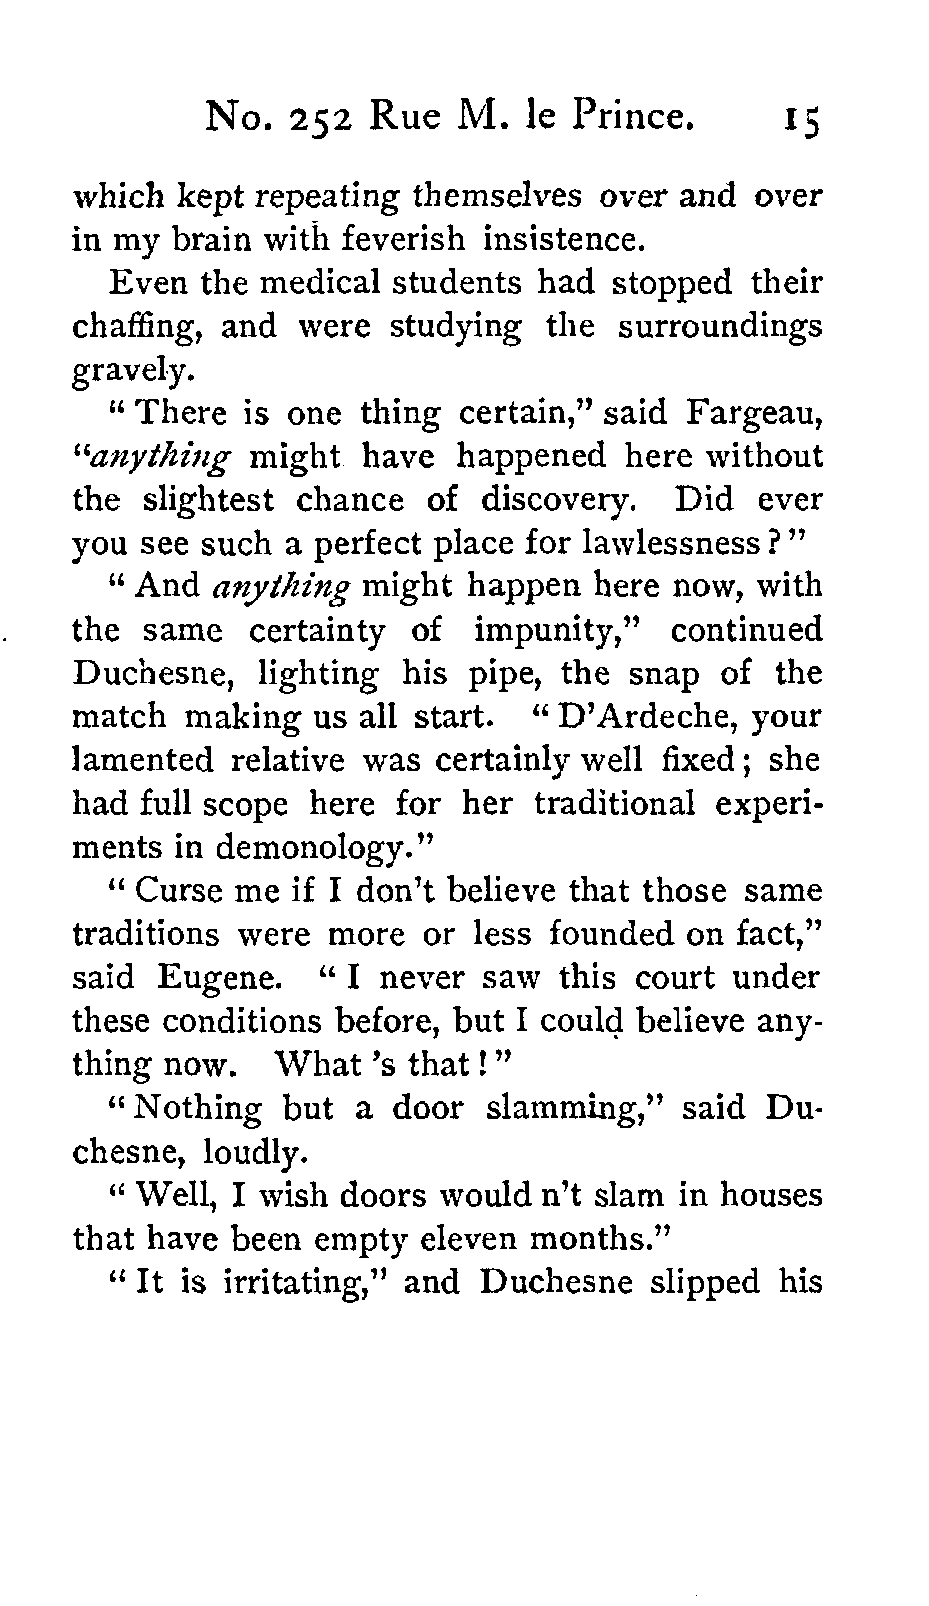 No. 252 Rue M. le Prince. 15
which kept repeating themselves over and over
in my brain with feverish insistence.
Even the medical students had stopped their
chaffing, and were studying the surroundings
gravely.
" There is one thing certain," said Fargeau,
"anything might have happened here without
the slightest chance of discovery. Did ever
you see such a perfect place for lawlessness ? "
" And anything might happen here now, with
the same certainty of impunity," continued
Duchesne, lighting his pipe, the snap of the
match making us all start. " D'Ardeche, your
lamented relative was certainly well fixed ; she
had full scope here for her traditional experi-
ments in demonology."
" Curse me if I don't believe that those same
traditions were more or less founded on fact,"
said Eugene. " I never saw this court under
these conditions before, but I could believe any-
thing now. What 's that ! "
" Nothing but a door slamming," said Du-
chesne, loudly.
" Well, I wish doors would n't slam in houses
that have been empty eleven months."
" It is irritating," and Duchesne slipped his